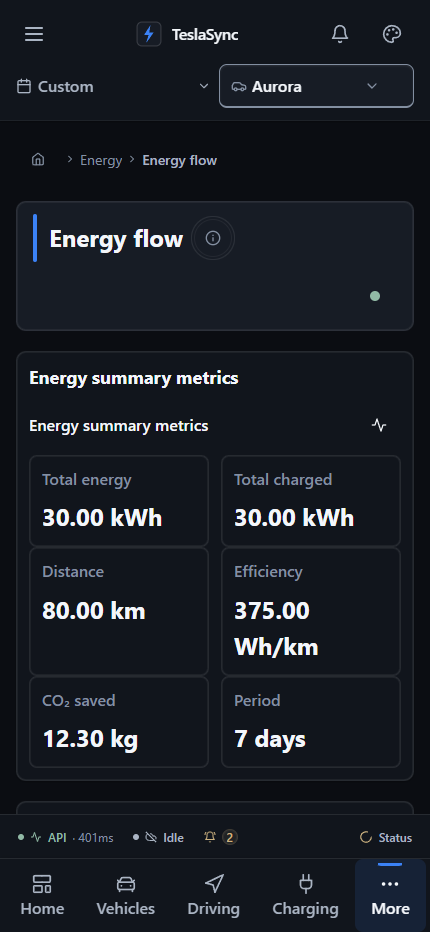 TeslaSync
Custom
Aurora
Energy
Energy flow
Energy flow
Energy summary metrics
Energy summary metrics
Total energy
Total charged
30.00 kWh
30.00 kWh
Distance
Efficiency
80.00 km
375.00
Wh/km
CO₂ saved
Period
12.30 kg
7 days
API · 401ms
Idle
2
Status
Home
Vehicles
Driving
Charging
More